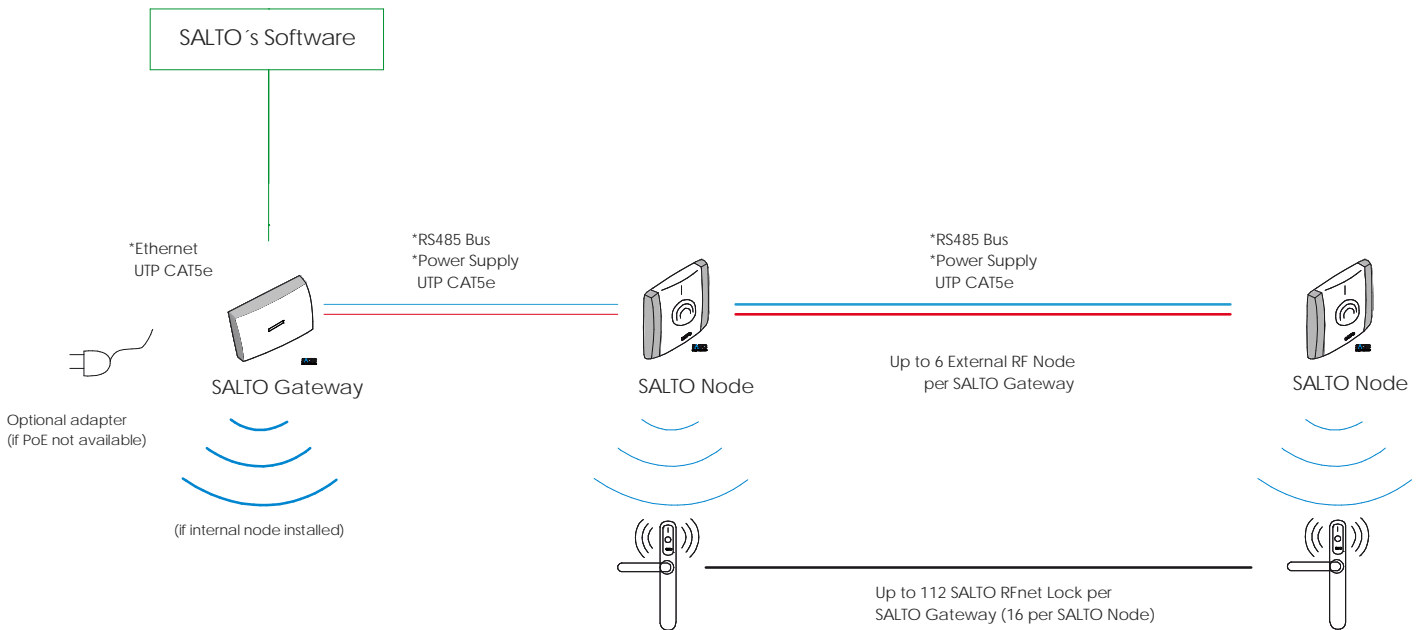 SALTO´s Software
*Ethernet
UTP CAT5e
*RS485 Bus
*Power Supply
UTP CAT5e
*RS485 Bus
*Power Supply
UTP CAT5e
Up to 6 External RF Node
per SALTO Gateway
SALTO Gateway
SALTO Node
SALTO Node
Optional adapter
(if PoE not available)
(if internal node installed)
Up to 112 SALTO RFnet Lock per
SALTO Gateway (16 per SALTO Node)